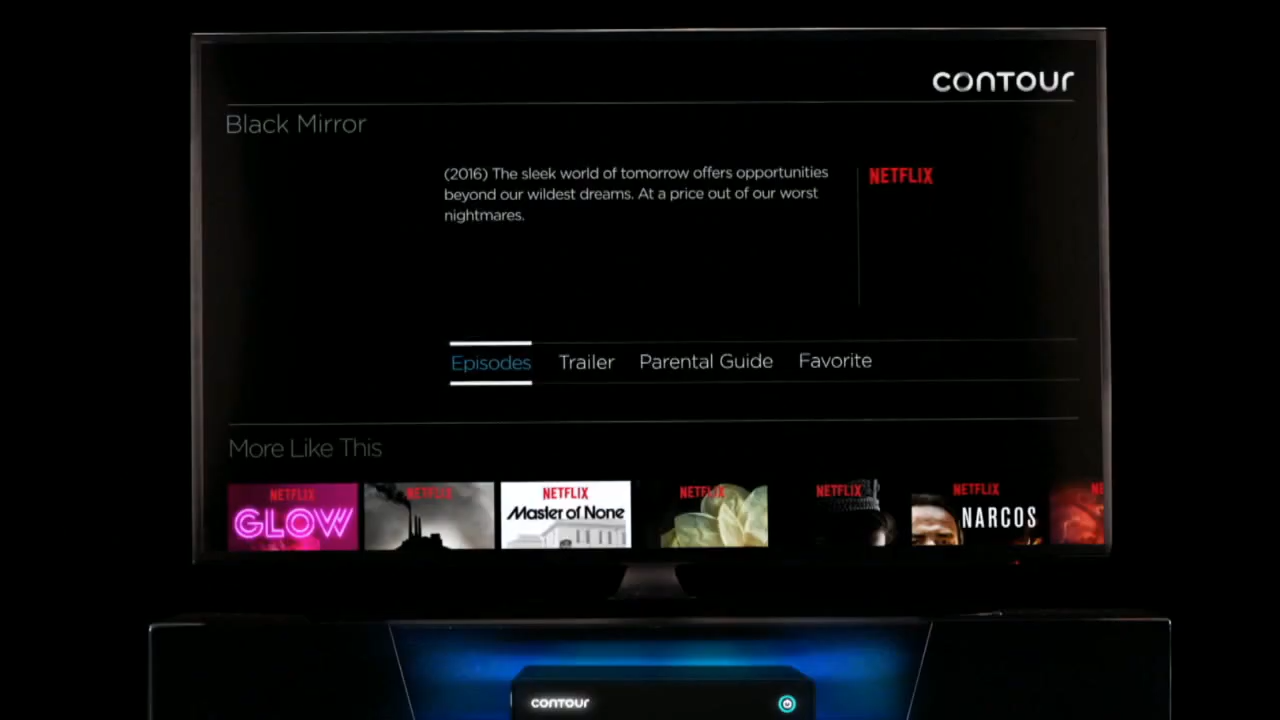 contour
Black Mirror
(2016) The sleek world of tomorrow offers opportunities
beyond our wildest dreams. At a price out of our worst
nightmares.
NETFLIX
Episodes Trailer Parental Guide Favorite
More Like This
NETFLIX NETFLIX NETFLIX NETFLIX NETFLIX NETFLIX NE
GLOW Master of None NARCOS
contour